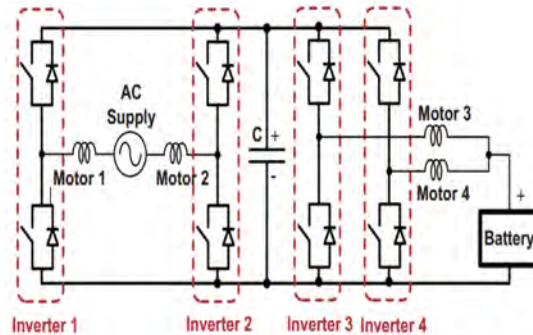 AC
Supply
Motor 1
Motor 2
C
+
-
Motor 3
Motor 4
+
Battery
Inverter 1
Inverter 2
Inverter 3
Inverter 4